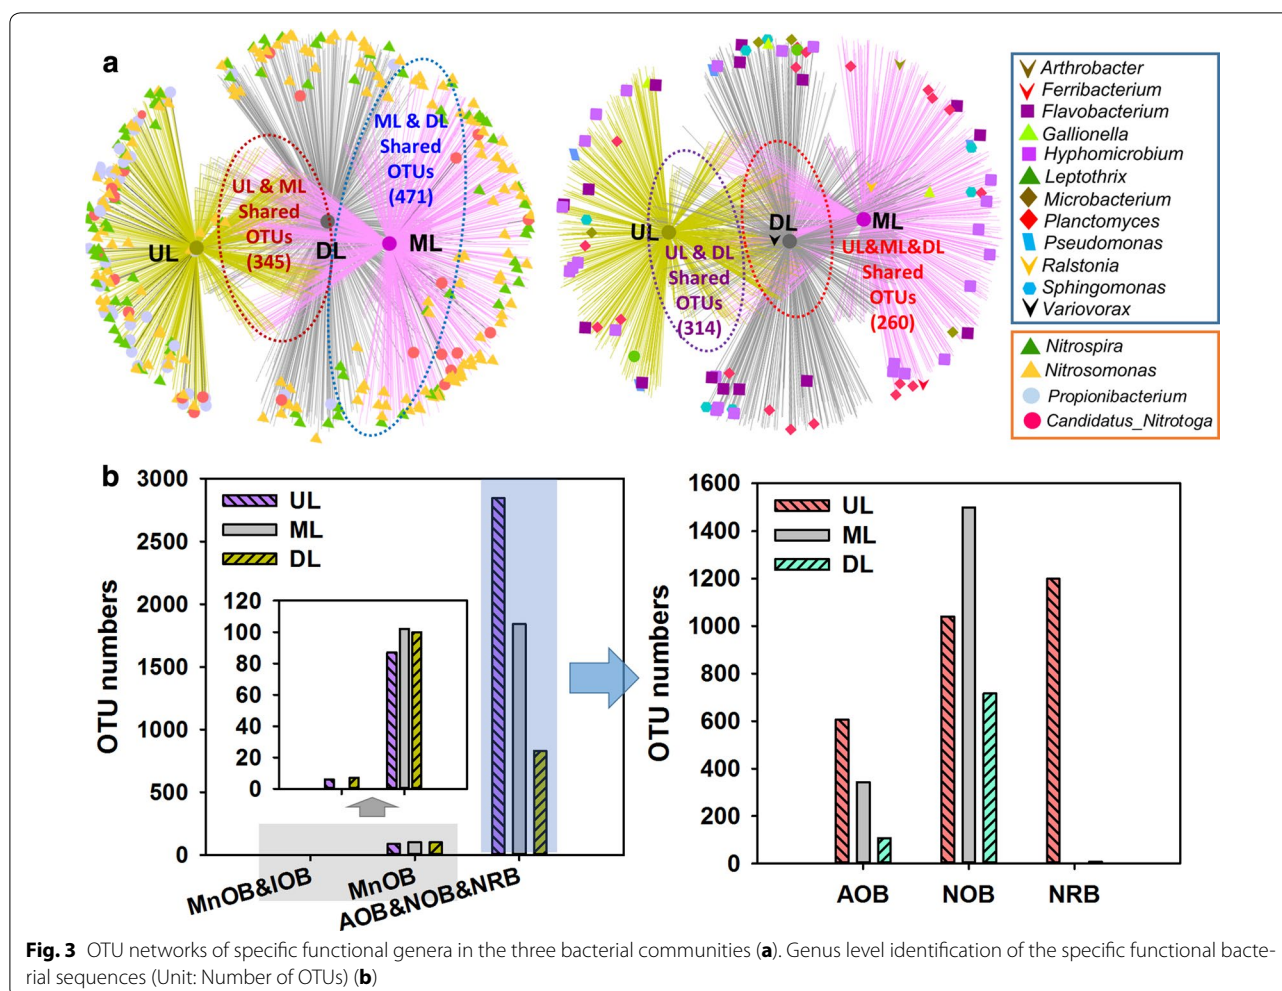 a
UL & ML
Shared
OTUs
(345)
ML & DL
Shared
OTUs
(471)
UL
DL
ML
UL & DL
Shared
OTUs
(314)
UL&ML&DL
Shared
OTUs
(260)
UL
DL
ML
Arthrobacter
Ferribacterium
Flavobacterium
Gallionella
Hyphomicrobium
Leptothrix
Microbacterium
Planctomyces
Pseudomonas
Ralstonia
Sphingomonas
Variovorax
Nitrospira
Nitrosomonas
Propionibacterium
Candidatus_Nitrotoga
b
OTU numbers
3000
2500
2000
1500
1000
500
0
UL
ML
DL
120
100
80
60
40
20
0
MnOB&IOB
MnOB
AOB&NOB&NRB
OTU numbers
1600
1400
1200
1000
800
600
400
200
0
UL
ML
DL
AOB
NOB
NRB
Fig. 3 OTU networks of specific functional genera in the three bacterial communities (a). Genus level identification of the specific functional bacte-
rial sequences (Unit: Number of OTUs) (b)